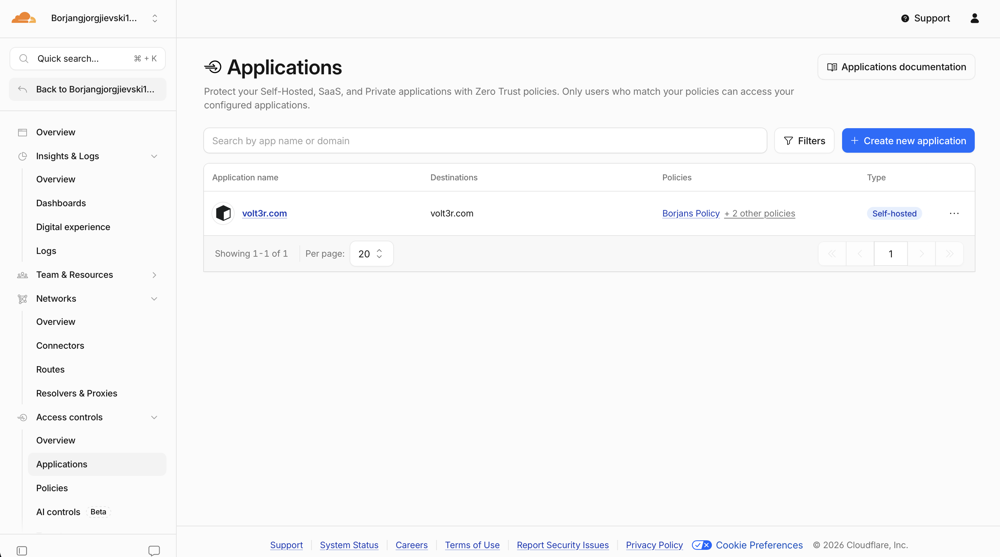 Borjangjorgjievski1...
Support
Quick search...
⌘ + K
Back to Borjangjorgjievski1...
Overview
Insights & Logs
Overview
Dashboards
Digital experience
Logs
Team & Resources
Networks
Overview
Connectors
Routes
Resolvers & Proxies
Access controls
Overview
Applications
Policies
AI controls Beta
Applications
Applications documentation
Protect your Self-Hosted, SaaS, and Private applications with Zero Trust policies. Only users who match your policies can access your
configured applications.
Search by app name or domain
Filters
+ Create new application
Application name Destinations Policies Type
volt3r.com volt3r.com Borjans Policy + 2 other policies Self-hosted ...
Showing 1-1 of 1 Per page: 20 1
Support System Status Careers Terms of Use Report Security Issues Privacy Policy Cookie Preferences © 2026 Cloudflare, Inc.